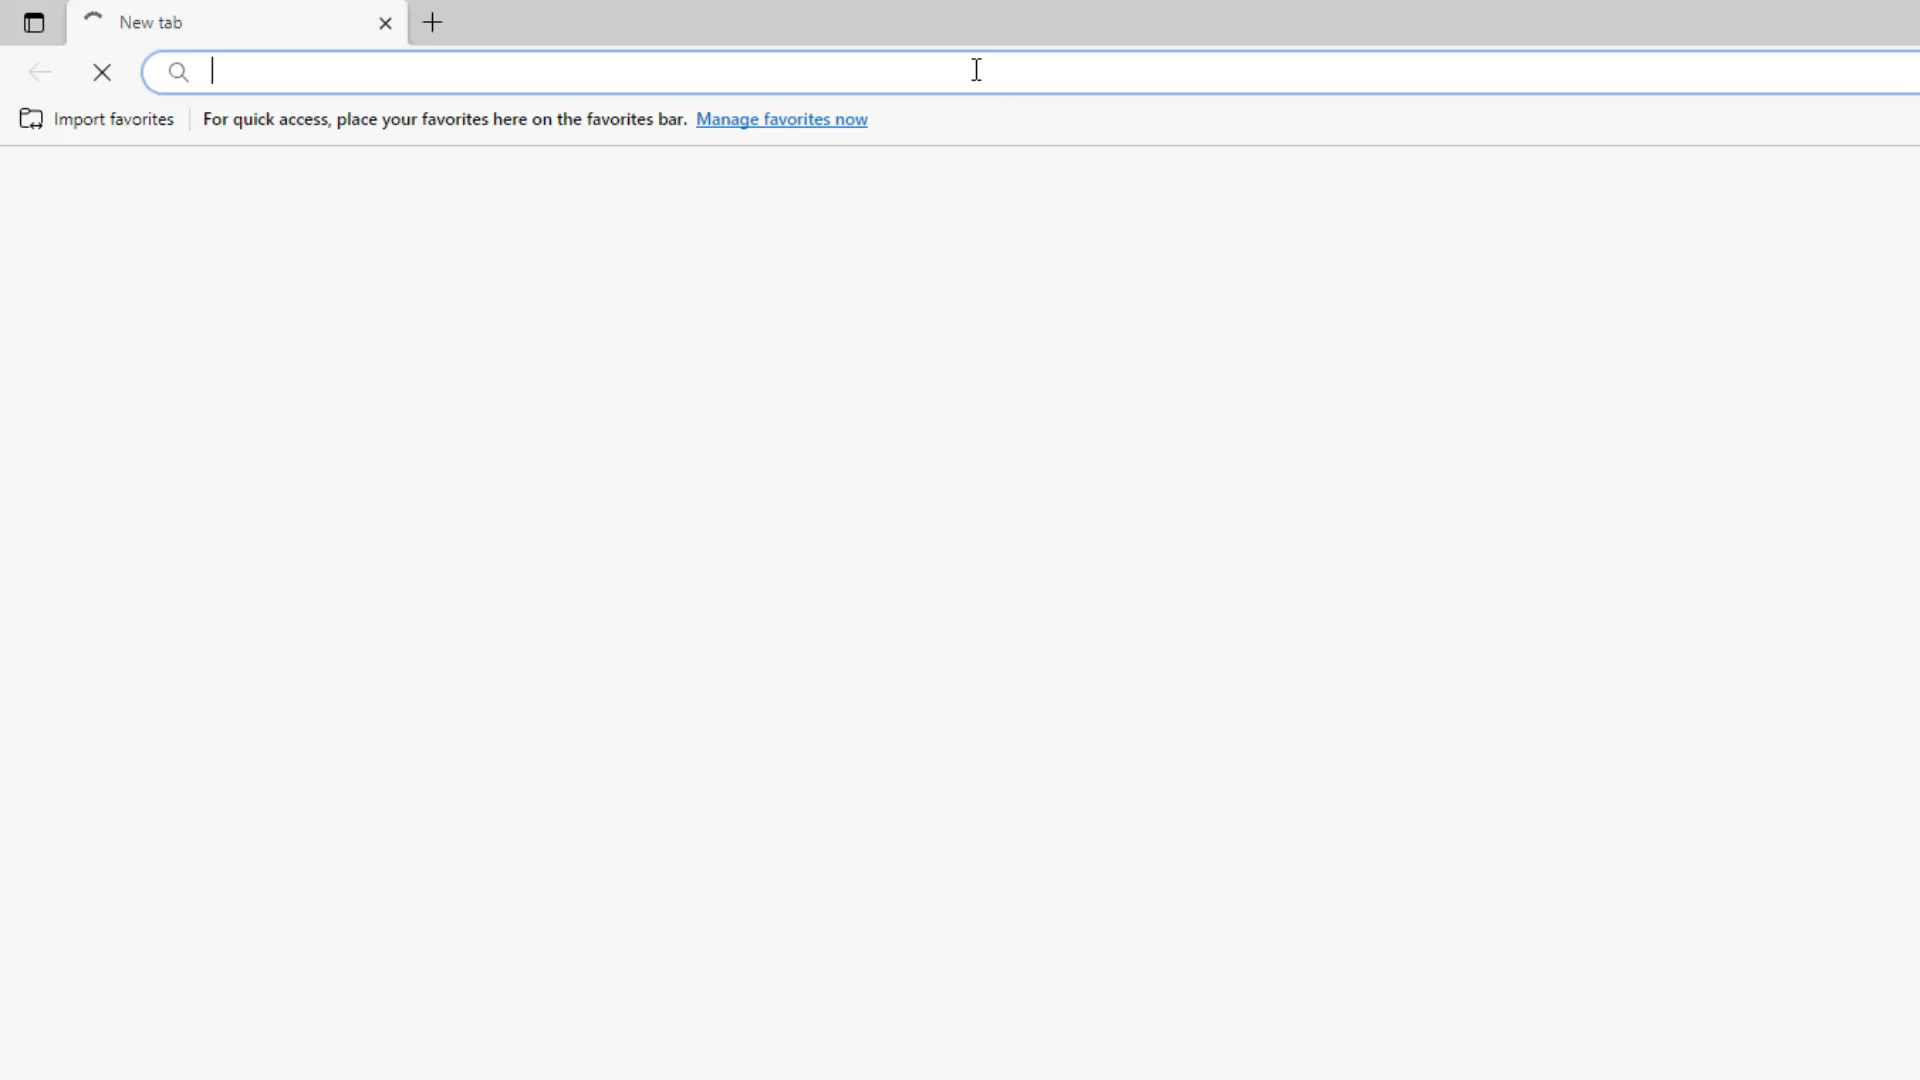 New tab
Import favorites
For quick access, place your favorites here on the favorites bar. Manage favorites now